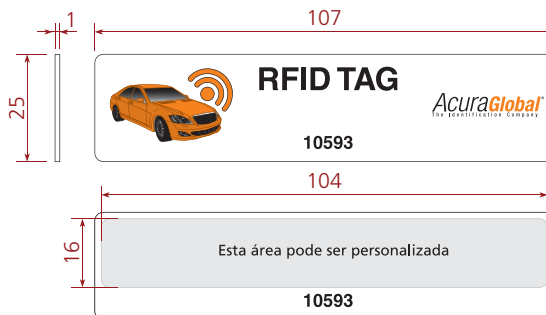 1
107
25
RFID TAG
AcuraGlobal®
The Identification Company
10593
104
16
Esta área pode ser personalizada
10593